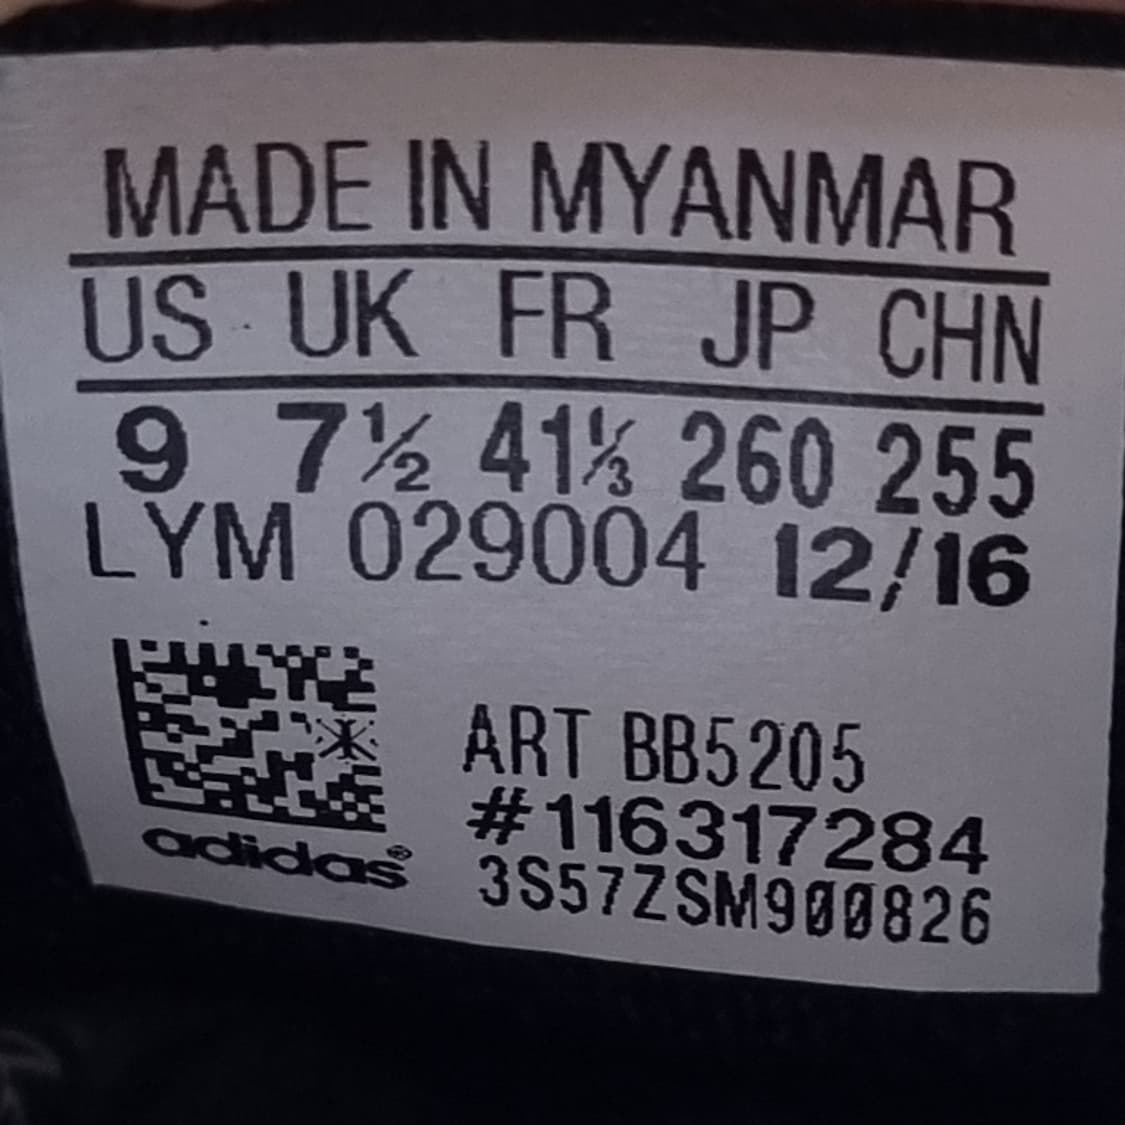 MADE IN MYANMAR
US UK FR JP CHN
9 7½ 41⅓ 260 255
LYM 029004 12/16
ART BB5205
#116317284
adidas®
3S57ZSM900826